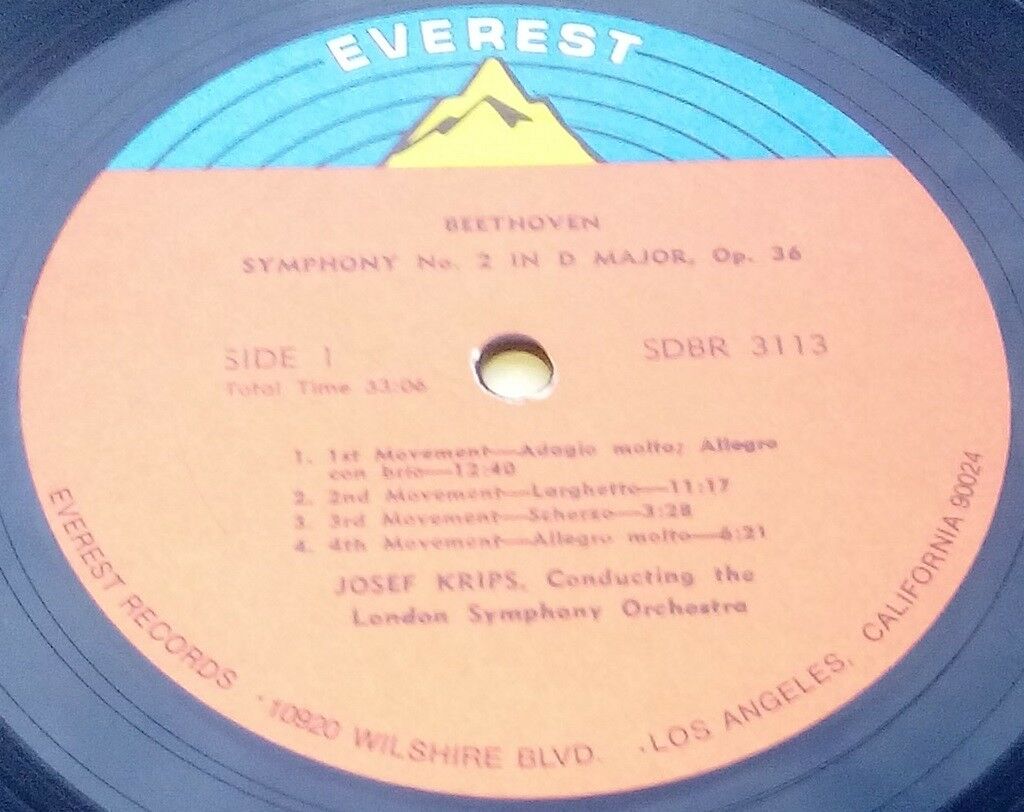 EVEREST
BEETHOVEN
SYMPHONY No. 2 IN D MAJOR, Op. 36
SIDE 1
SDBR 3113
Total Time 33:06
1. 1st Movement—Adagio molto; Allegro
con brio—12:40
2. 2nd Movement—Larghetto—11:17
3. 3rd Movement—Scherzo—3:28
4. 4th Movement—Allegro molto—6:21
JOSEF KRIPS, Conducting the
London Symphony Orchestra
EVEREST RECORDS · 10920 WILSHIRE BLVD. · LOS ANGELES, CALIFORNIA 90024